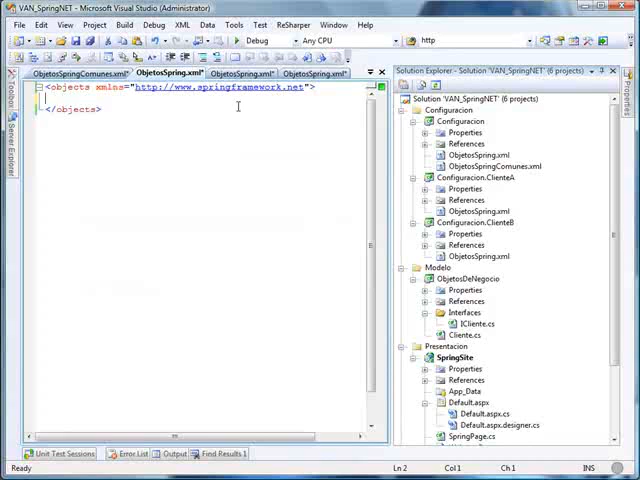 VAN_SpringNET - Microsoft Visual Studio (Administrator)
File Edit View Project Build Debug XML Data Tools Test ReSharper Window Help
Debug Any CPU http
ObjetosSpringComunes.xml* ObjetosSpring.xml* ObjetosSpring.xml* ObjetosSpring.xml*
<objects xmlns="http://www.springframework.net">
</objects>
Toolbox
Server Explorer
Solution Explorer - VAN_SpringNET (6 projects)
Solution 'VAN_SpringNET' (6 projects)
Configuracion
Configuracion
Properties
References
ObjetosSpring.xml
ObjetosSpringComunes.xml
Configuracion.ClienteA
Properties
References
ObjetosSpring.xml
Configuracion.ClienteB
Properties
References
ObjetosSpring.xml
Modelo
ObjetosDeNegocio
Properties
References
Interfaces
ICliente.cs
Cliente.cs
Presentacion
SpringSite
Properties
References
App_Data
Default.aspx
Default.aspx.cs
Default.aspx.designer.cs
SpringPage.cs
Properties
Unit Test Sessions Error List Output Find Results 1
Ready Ln 2 Col 1 Ch 1 INS